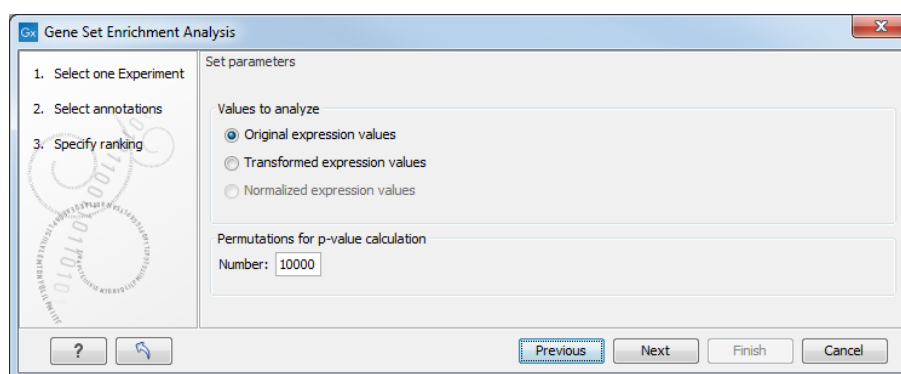 Gx Gene Set Enrichment Analysis
1. Select one Experiment
2. Select annotations
3. Specify ranking
Set parameters
Values to analyze
Original expression values
Transformed expression values
Normalized expression values
Permutations for p-value calculation
Number: 10000
? Previous Next Finish Cancel